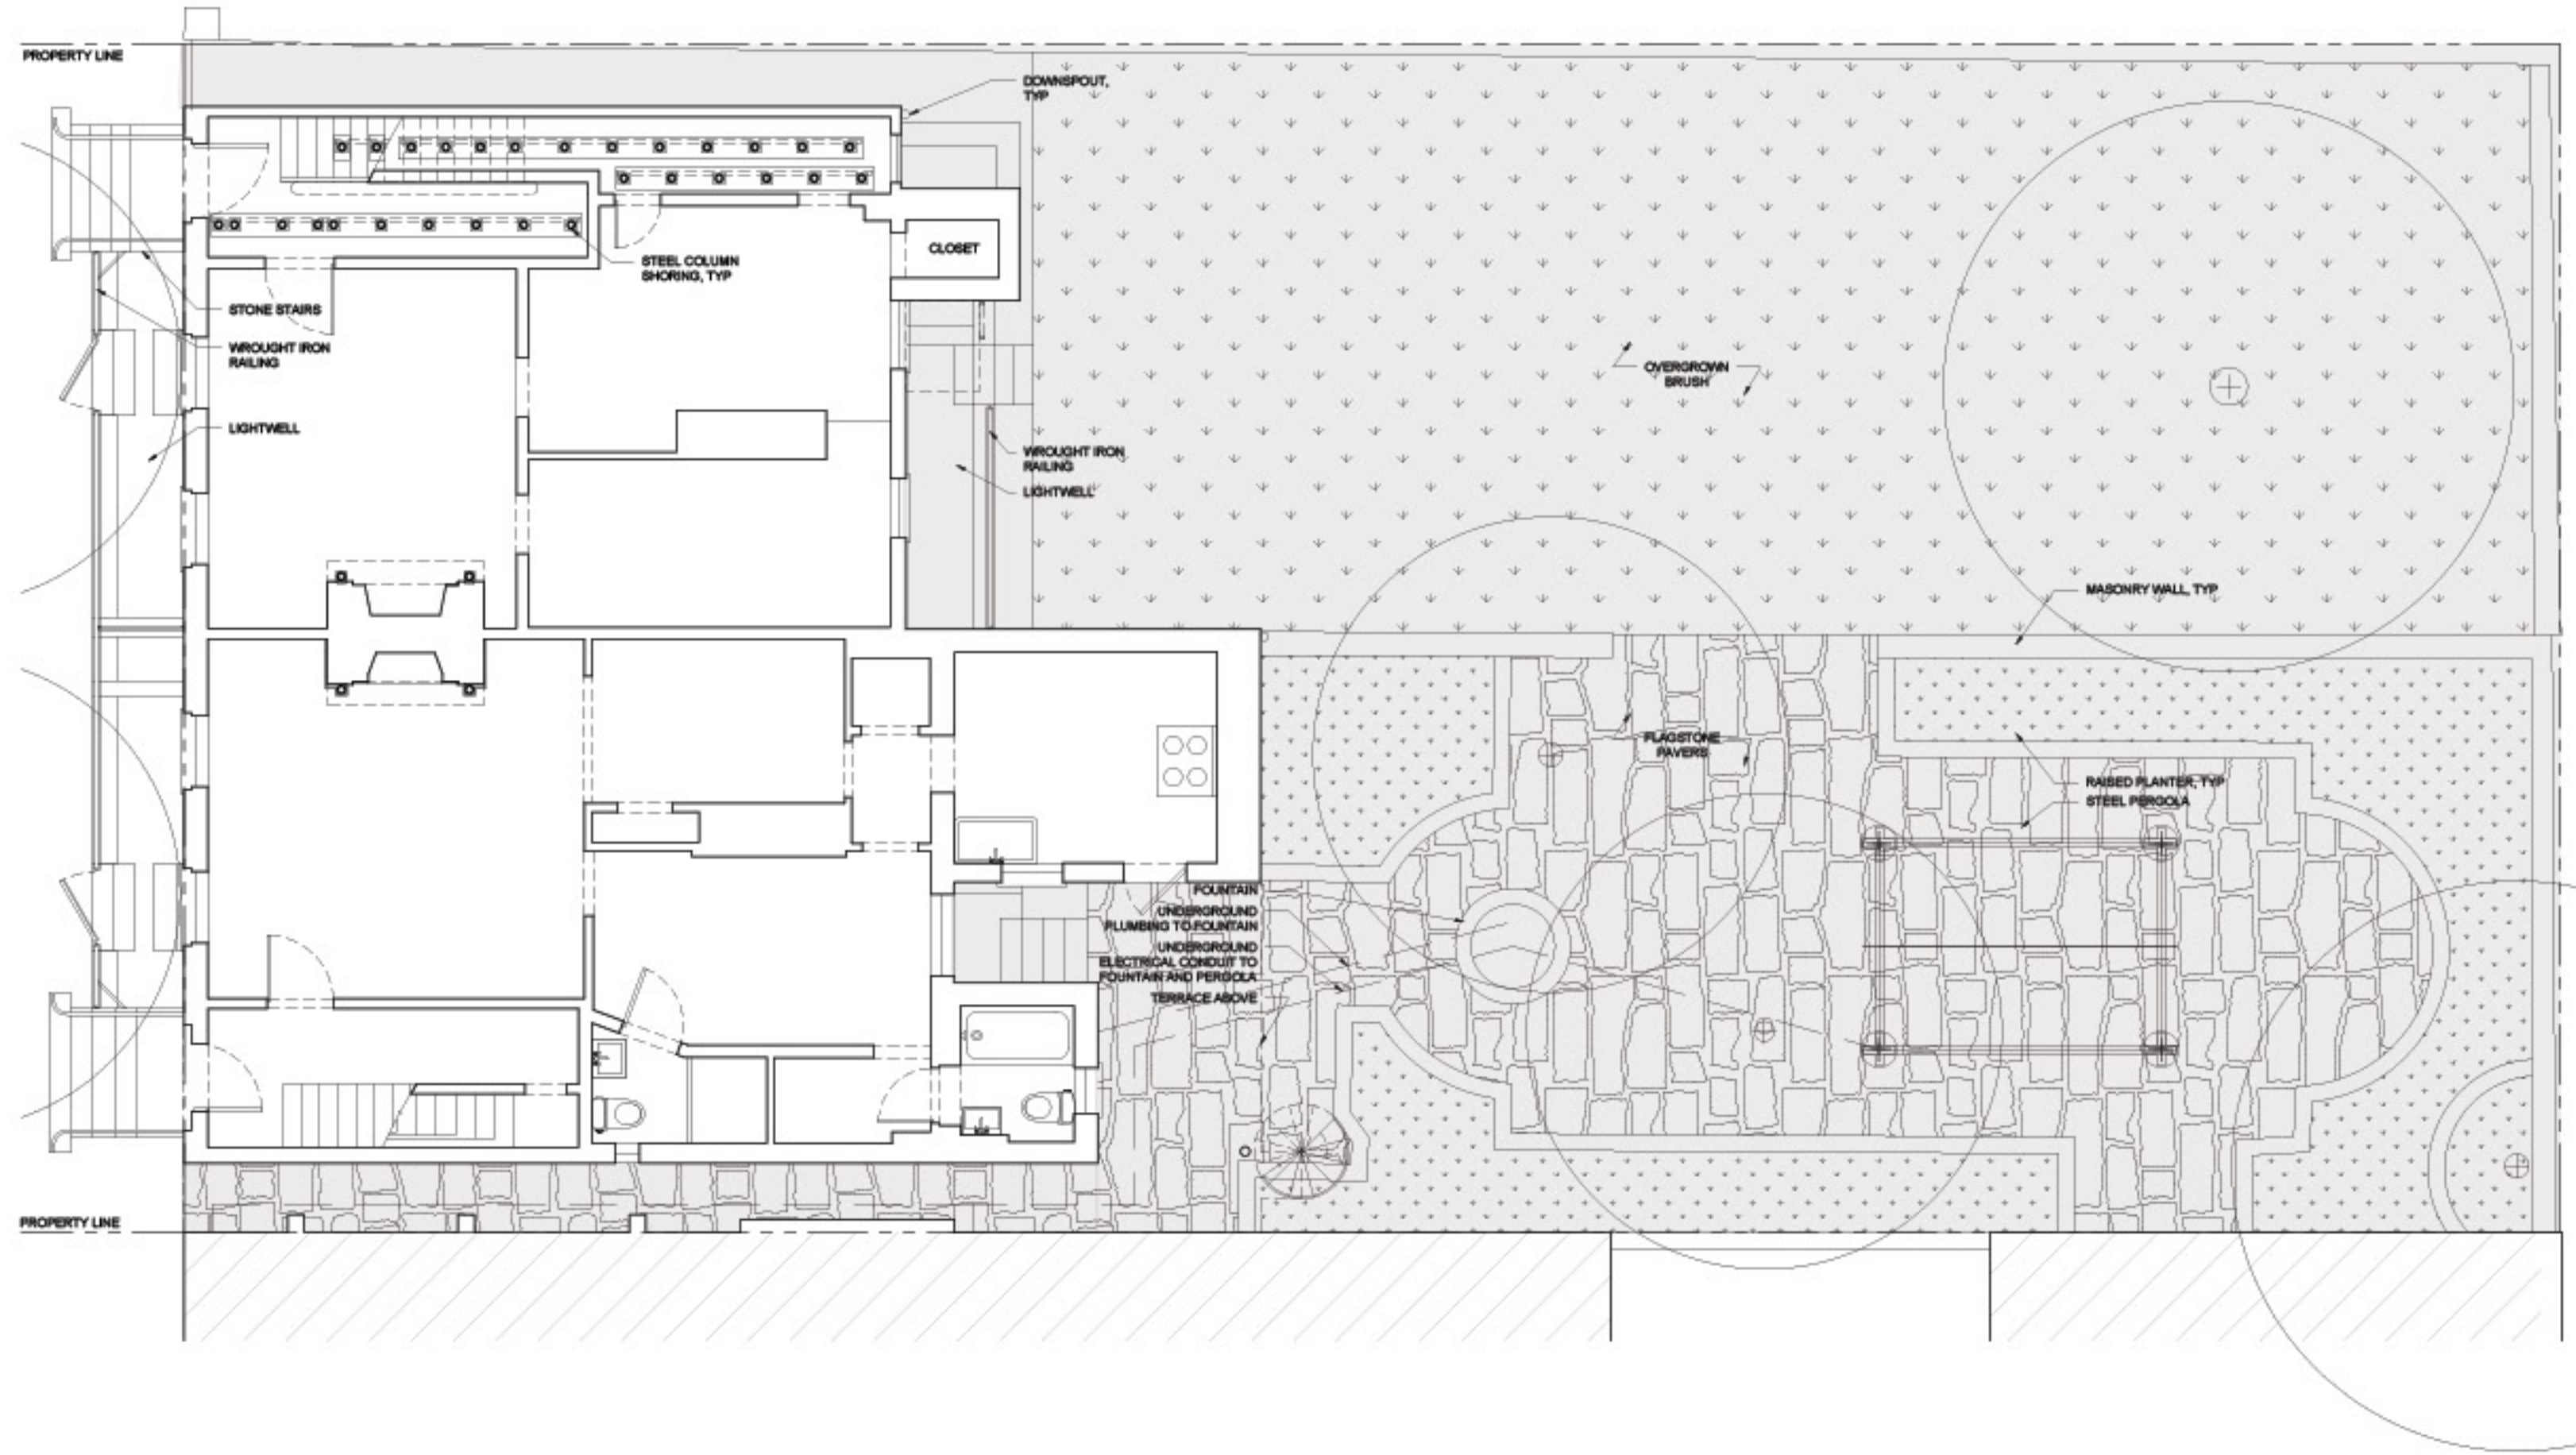 PROPERTY LINE
DOWNSPOUT,
TYP
CLOSET
STEEL COLUMN
SHORING, TYP
STONE STAIRS
WROUGHT IRON
RAILING
LIGHTWELL
OVERGROWN
BRUSH
WROUGHT IRON
RAILING
LIGHTWELL
MASONRY WALL, TYP
FLAGSTONE
PAVERS
RAISED PLANTER, TYP
STEEL PERGOLA
FOUNTAIN
UNDERGROUND
PLUMBING TO FOUNTAIN
UNDERGROUND
ELECTRICAL CONDUIT TO
FOUNTAIN AND PERGOLA
TERRACE ABOVE
PROPERTY LINE